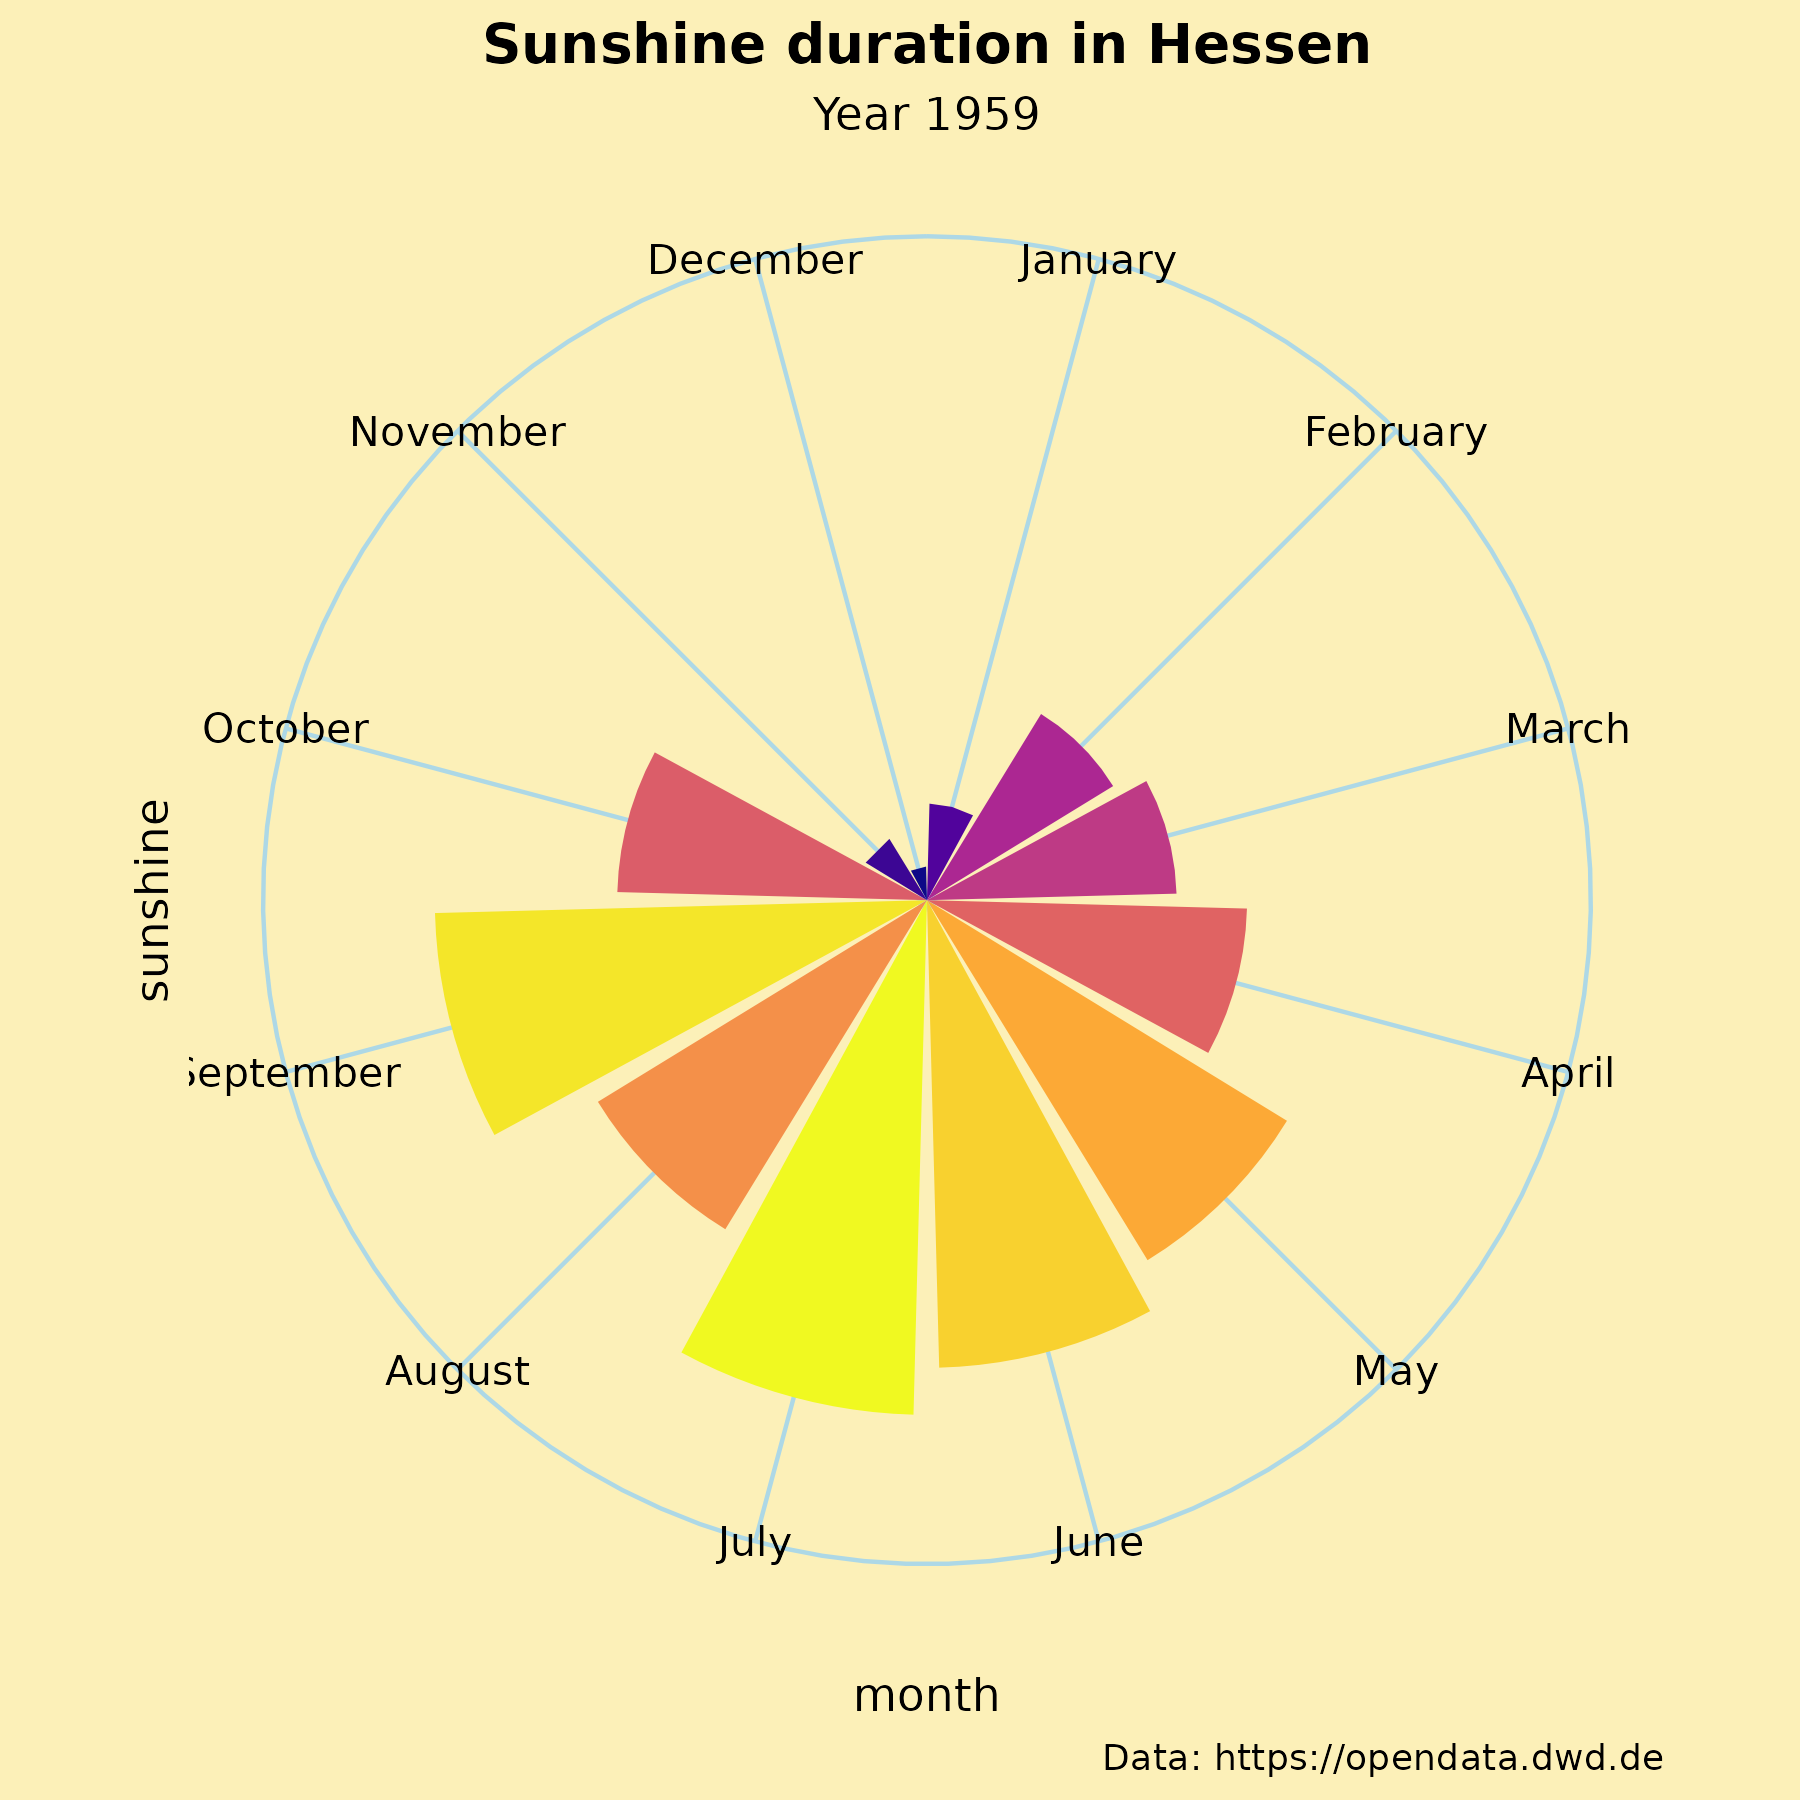 Sunshine duration in Hessen
Year 1959
December
January
November
February
October
March
sunshine
September
April
August
May
July
June
month
Data: https://opendata.dwd.de